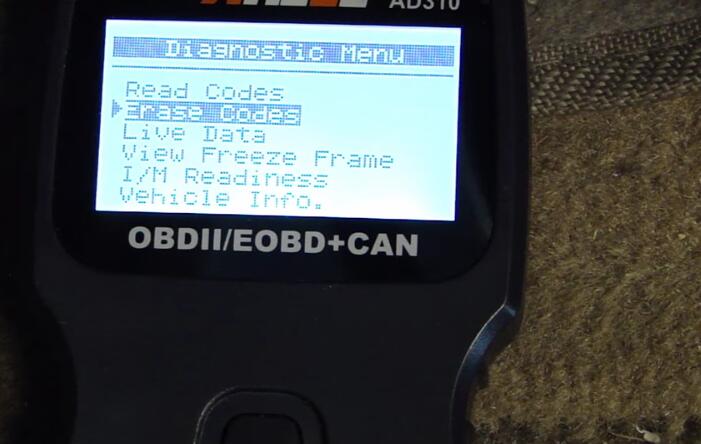 AD310
Diagnostic Menu
Read Codes
Erase Codes
Live Data
View Freeze Frame
I/M Readiness
Vehicle Info.
OBDII/EOBD+CAN